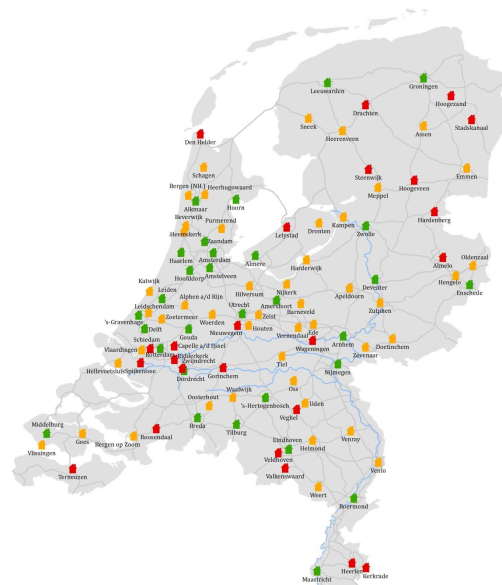 Leeuwarden
Groningen
Hoogezand
Drachten
Stadskanaal
Sneek
Heerenveen
Assen
Den Helder
Schagen
Steenwijk
Emmen
Meppel
Hoogeveen
Bergen (NH.)
Heerhugowaard
Alkmaar
Hoorn
Hardenberg
Beverwijk
Purmerend
Kampen
Dronten
Lelystad
Zwolle
Heemskerk
Zaandam
Haarlem
Amsterdam
Almere
Harderwijk
Almelo
Oldenzaal
Hoofddorp
Amstelveen
Hengelo
Enschede
Katwijk
Leiden
Hilversum
Nijkerk
Deventer
Apeldoorn
Leidschendam
Alphen a/d Rijn
Amersfoort
Barneveld
Zutphen
's-Gravenhage
Zoetermeer
Woerden
Utrecht
Zeist
Delft
Gouda
Nieuwegein
Houten
Veenendaal
Ede
Schiedam
Capelle a/d IJssel
Wageningen
Arnhem
Doetinchem
Vlaardingen
Rotterdam
Ridderkerk
Zevenaar
Zwijndrecht
Hellevoetsluis
Spijkenisse
Gorinchem
Tiel
Nijmegen
Dordrecht
Oosterhout
Waalwijk
Oss
's-Hertogenbosch
Uden
Veghel
Middelburg
Goes
Bergen op Zoom
Roosendaal
Breda
Tilburg
Vlissingen
Eindhoven
Helmond
Venray
Veldhoven
Venlo
Terneuzen
Valkenswaard
Weert
Roermond
Heerlen
Kerkrade
Maastricht